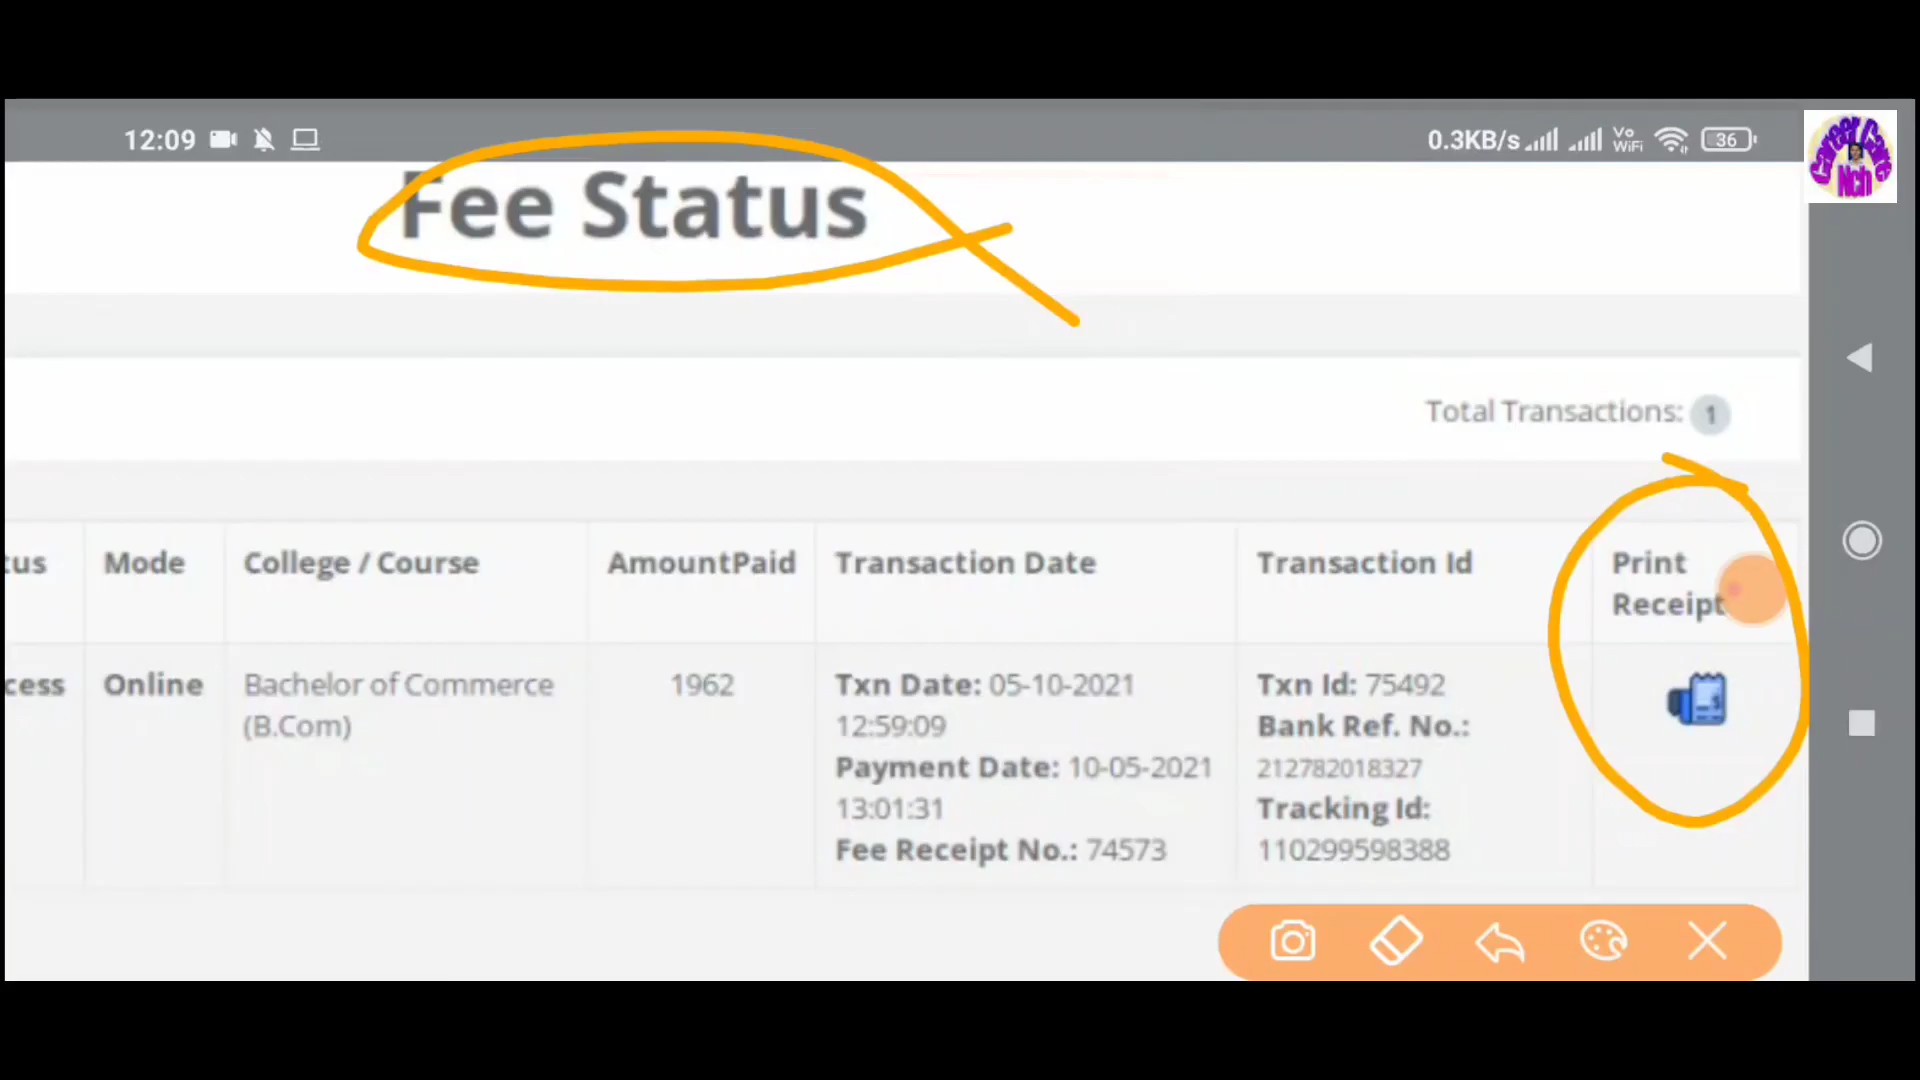 12:09
0.3KB/s
Vo
WiFi
36
Career Care
Nch
Fee Status
Total Transactions: 1
tus
Mode
College / Course
AmountPaid
Transaction Date
Transaction Id
Print
Receipt
cess
Online
Bachelor of Commerce
(B.Com)
1962
Txn Date: 05-10-2021
12:59:09
Payment Date: 10-05-2021
13:01:31
Fee Receipt No.: 74573
Txn Id: 75492
Bank Ref. No.:
212782018327
Tracking Id:
110299598388